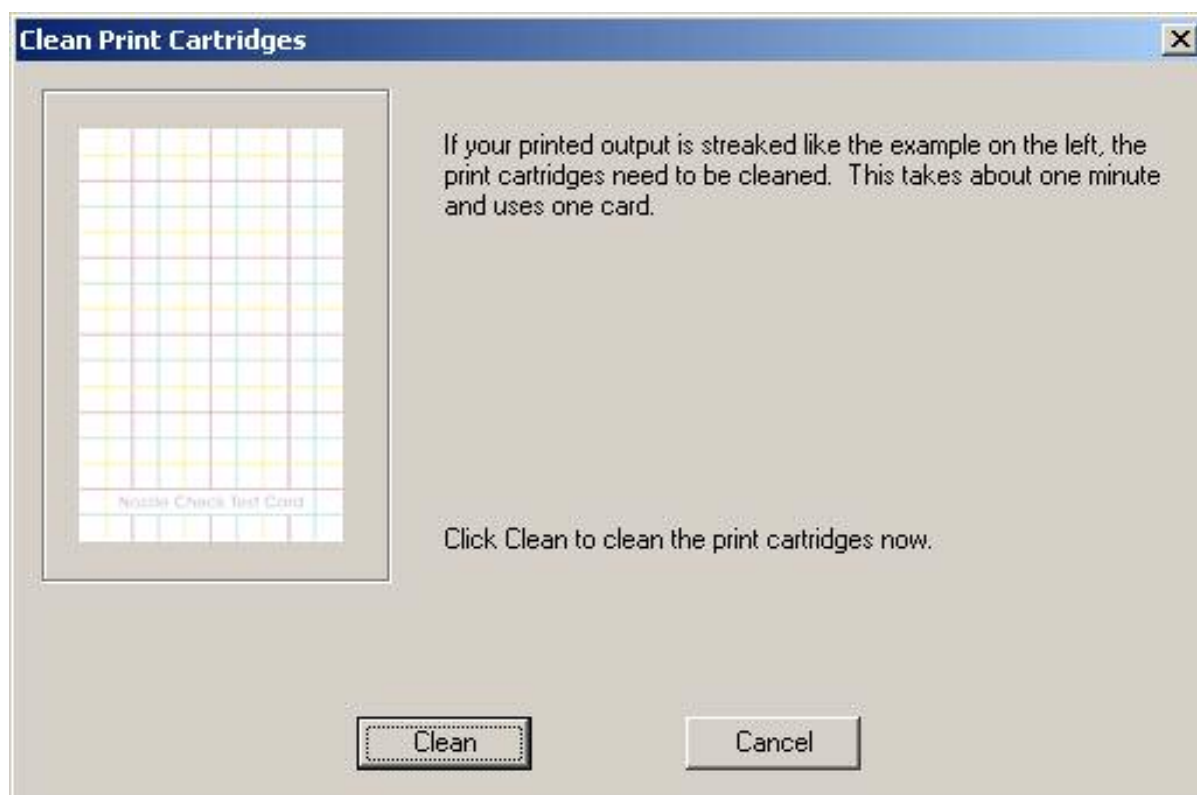 Clean Print Cartridges
If your printed output is streaked like the example on the left, the
print cartridges need to be cleaned.  This takes about one minute
and uses one card.
Nozzle Check Test Card
Click Clean to clean the print cartridges now.
Clean
Cancel